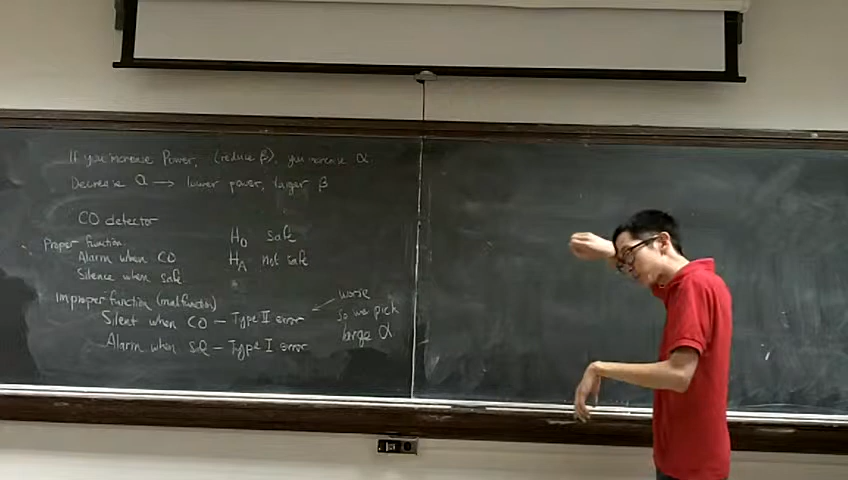 If you increase Power, (reduce β), you increase α
Decrease α → lower power, larger β
CO detector
Proper function
Alarm when CO
Silence when safe
H0 safe
HA not safe
Improper function (malfunction)
Silent when CO - Type II error
Alarm when safe - Type I error
worse
so we pick
large α